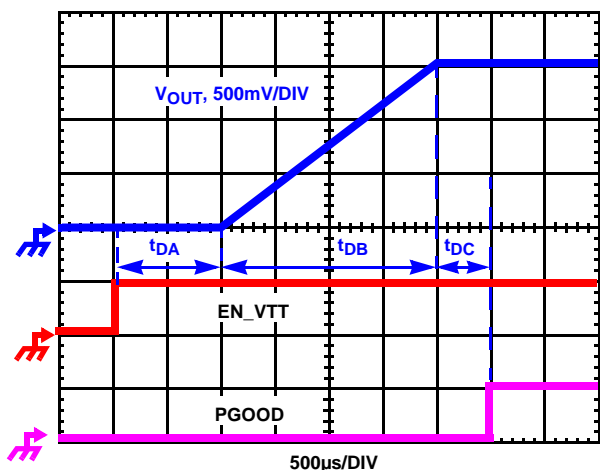 VOUT, 500mV/DIV
tDA
tDB
tDC
EN_VTT
PGOOD
500µs/DIV